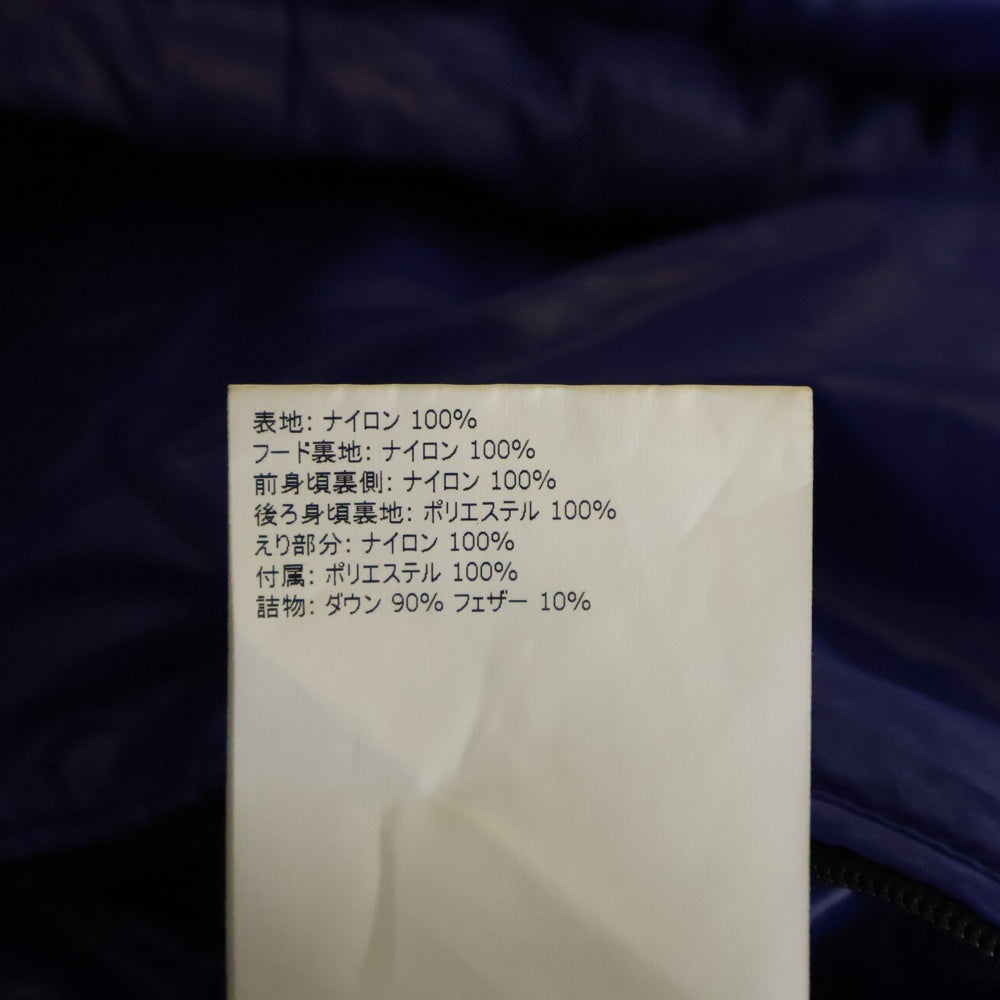 表地: ナイロン 100%
フード裏地: ナイロン 100%
前身頃裏側: ナイロン 100%
後ろ身頃裏地: ポリエステル 100%
えり部分: ナイロン 100%
付属: ポリエステル 100%
詰物: ダウン 90% フェザー 10%